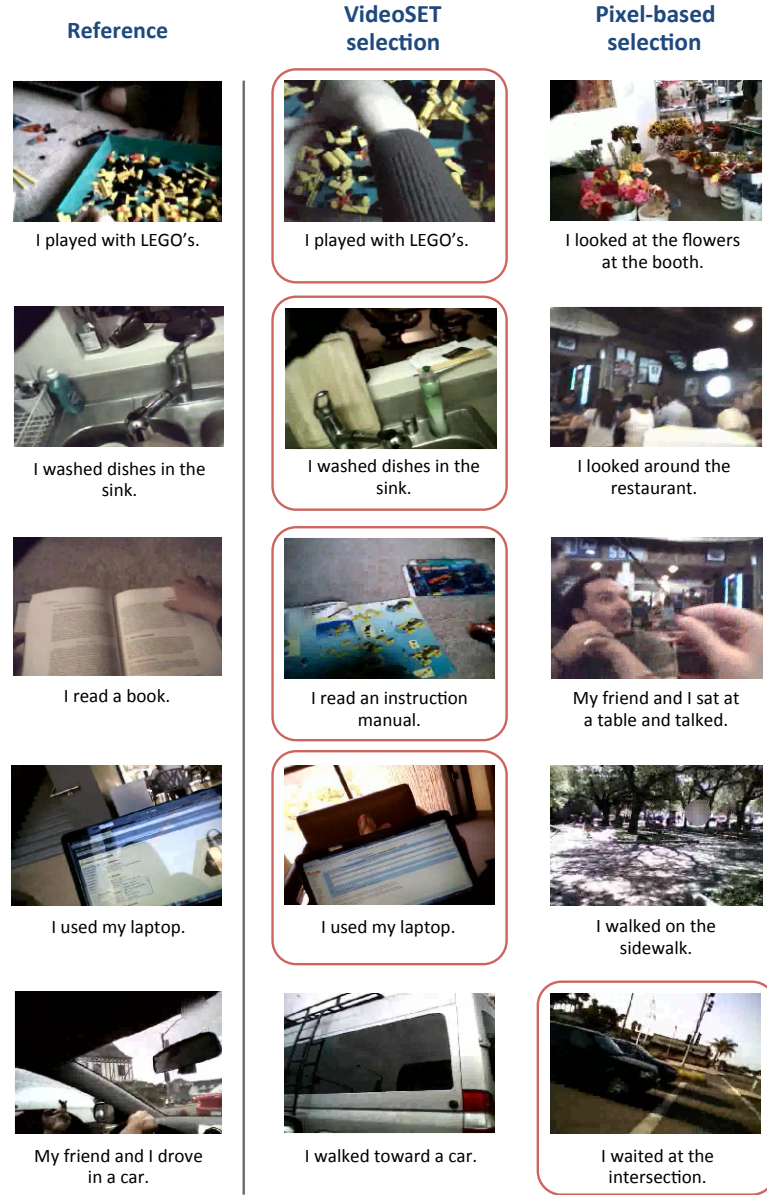 Reference
VideoSET
selection
Pixel-based
selection
I played with LEGO's.
I played with LEGO's.
I looked at the flowers
at the booth.
I washed dishes in the
sink.
I washed dishes in the
sink.
I looked around the
restaurant.
I read a book.
I read an instruction
manual.
My friend and I sat at
a table and talked.
I used my laptop.
I used my laptop.
I walked on the
sidewalk.
My friend and I drove
in a car.
I walked toward a car.
I waited at the
intersection.